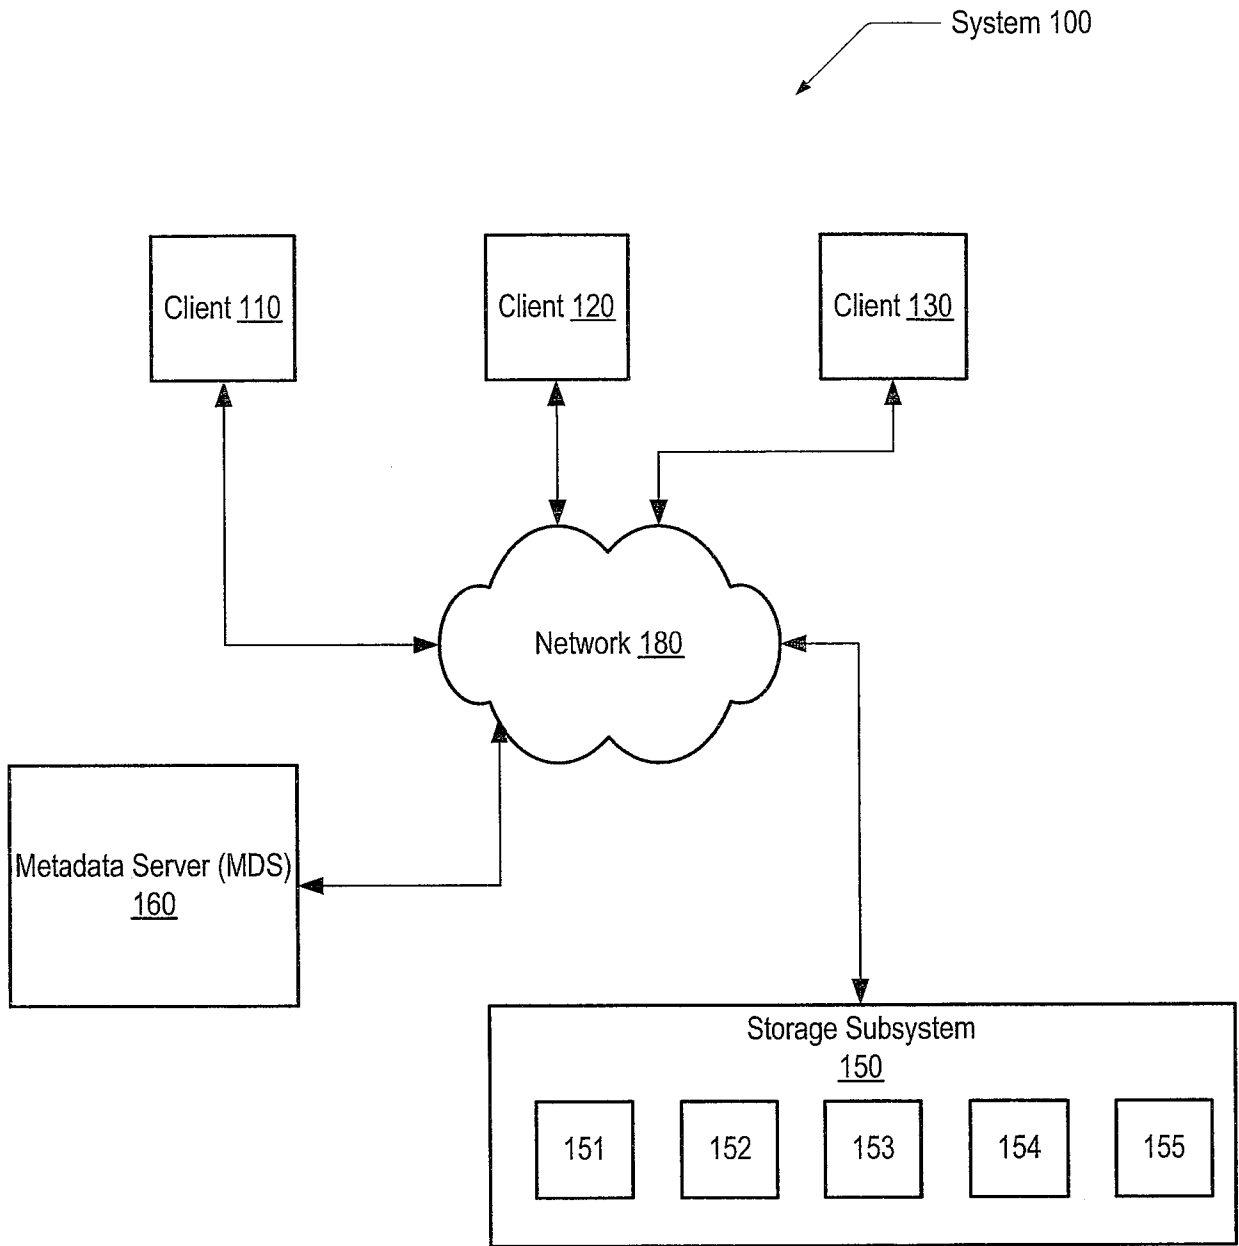 System 100
Client 110
Client 120
Client 130
Network 180
Metadata Server (MDS)
160
Storage Subsystem
150
151
152
153
154
155